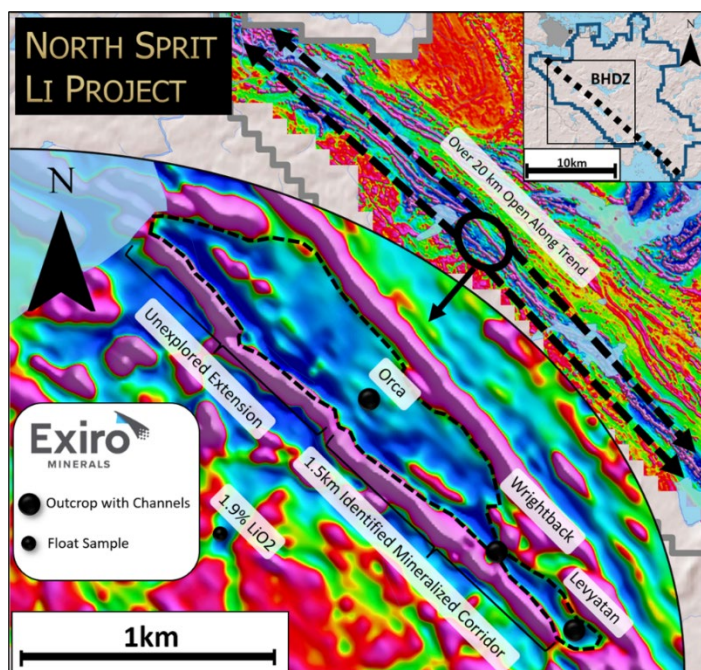 NORTH SPRIT
LI PROJECT
N
BHDZ
10km
Over 20 km Open Along Trend
N
Unexplored Extension
Orca
1.5km Identified Mineralized Corridor
Wrightback
Levyatan
1.9% LiO2
Exiro
MINERALS
Outcrop with Channels
Float Sample
1km